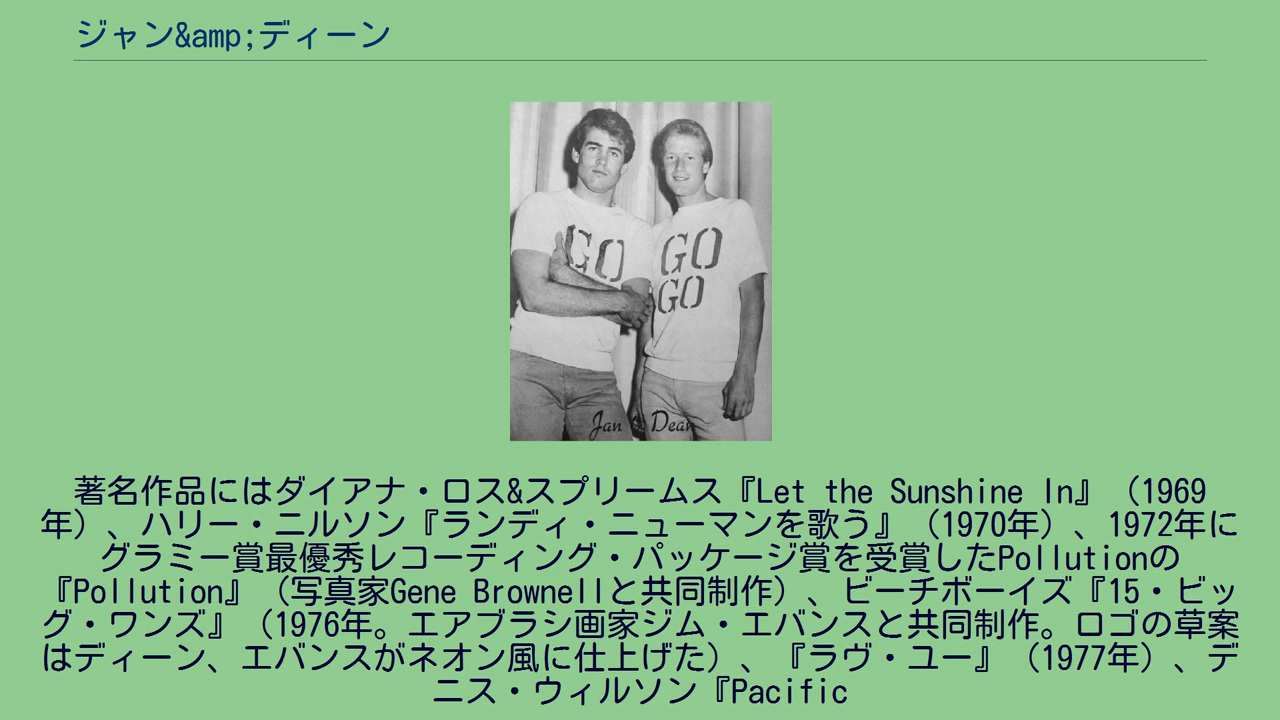 ジャン&amp;ディーン
GO
GO
GO
Jan & Dean
著名作品にはダイアナ・ロス&スプリームス『Let the Sunshine In』（1969
年）、ハリー・ニルソン『ランディ・ニューマンを歌う』（1970年）、1972年に
グラミー賞最優秀レコーディング・パッケージ賞を受賞したPollutionの
『Pollution』（写真家Gene Brownellと共同制作）、ビーチボーイズ『15・ビッ
グ・ワンズ』（1976年。エアブラシ画家ジム・エバンスと共同制作。ロゴの草案
はディーン、エバンスがネオン風に仕上げた）、『ラヴ・ユー』（1977年）、デ
ニス・ウィルソン『Pacific